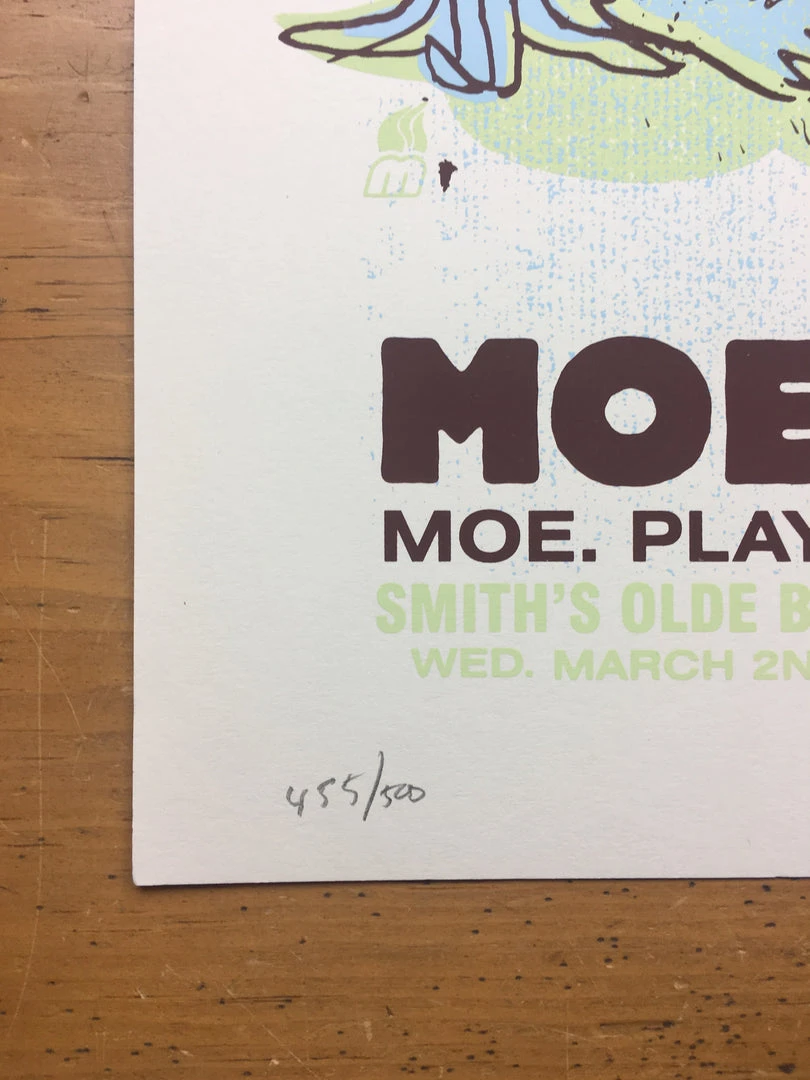 m
MOE
MOE. PLAY
SMITH'S OLDE B
WED. MARCH 2N
455/500